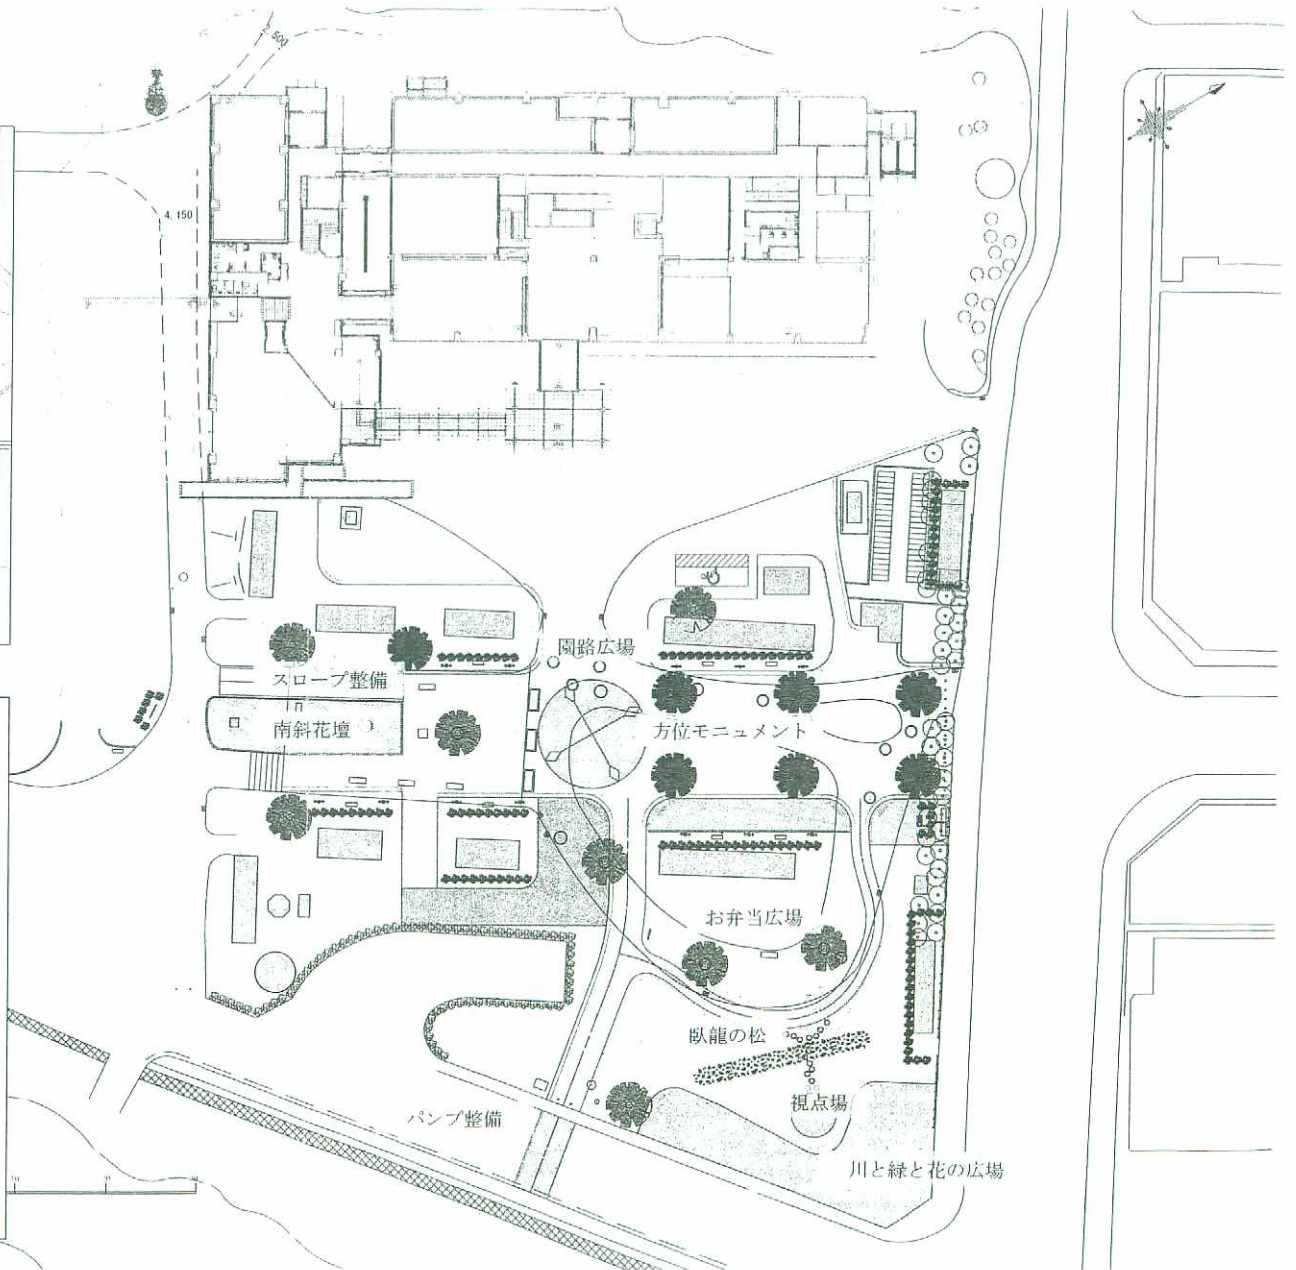 2,500
4,150
園路広場
スロープ整備
南斜花壇
方位モニュメント
お弁当広場
臥龍の松
視点場
パンプ整備
川と緑と花の広場